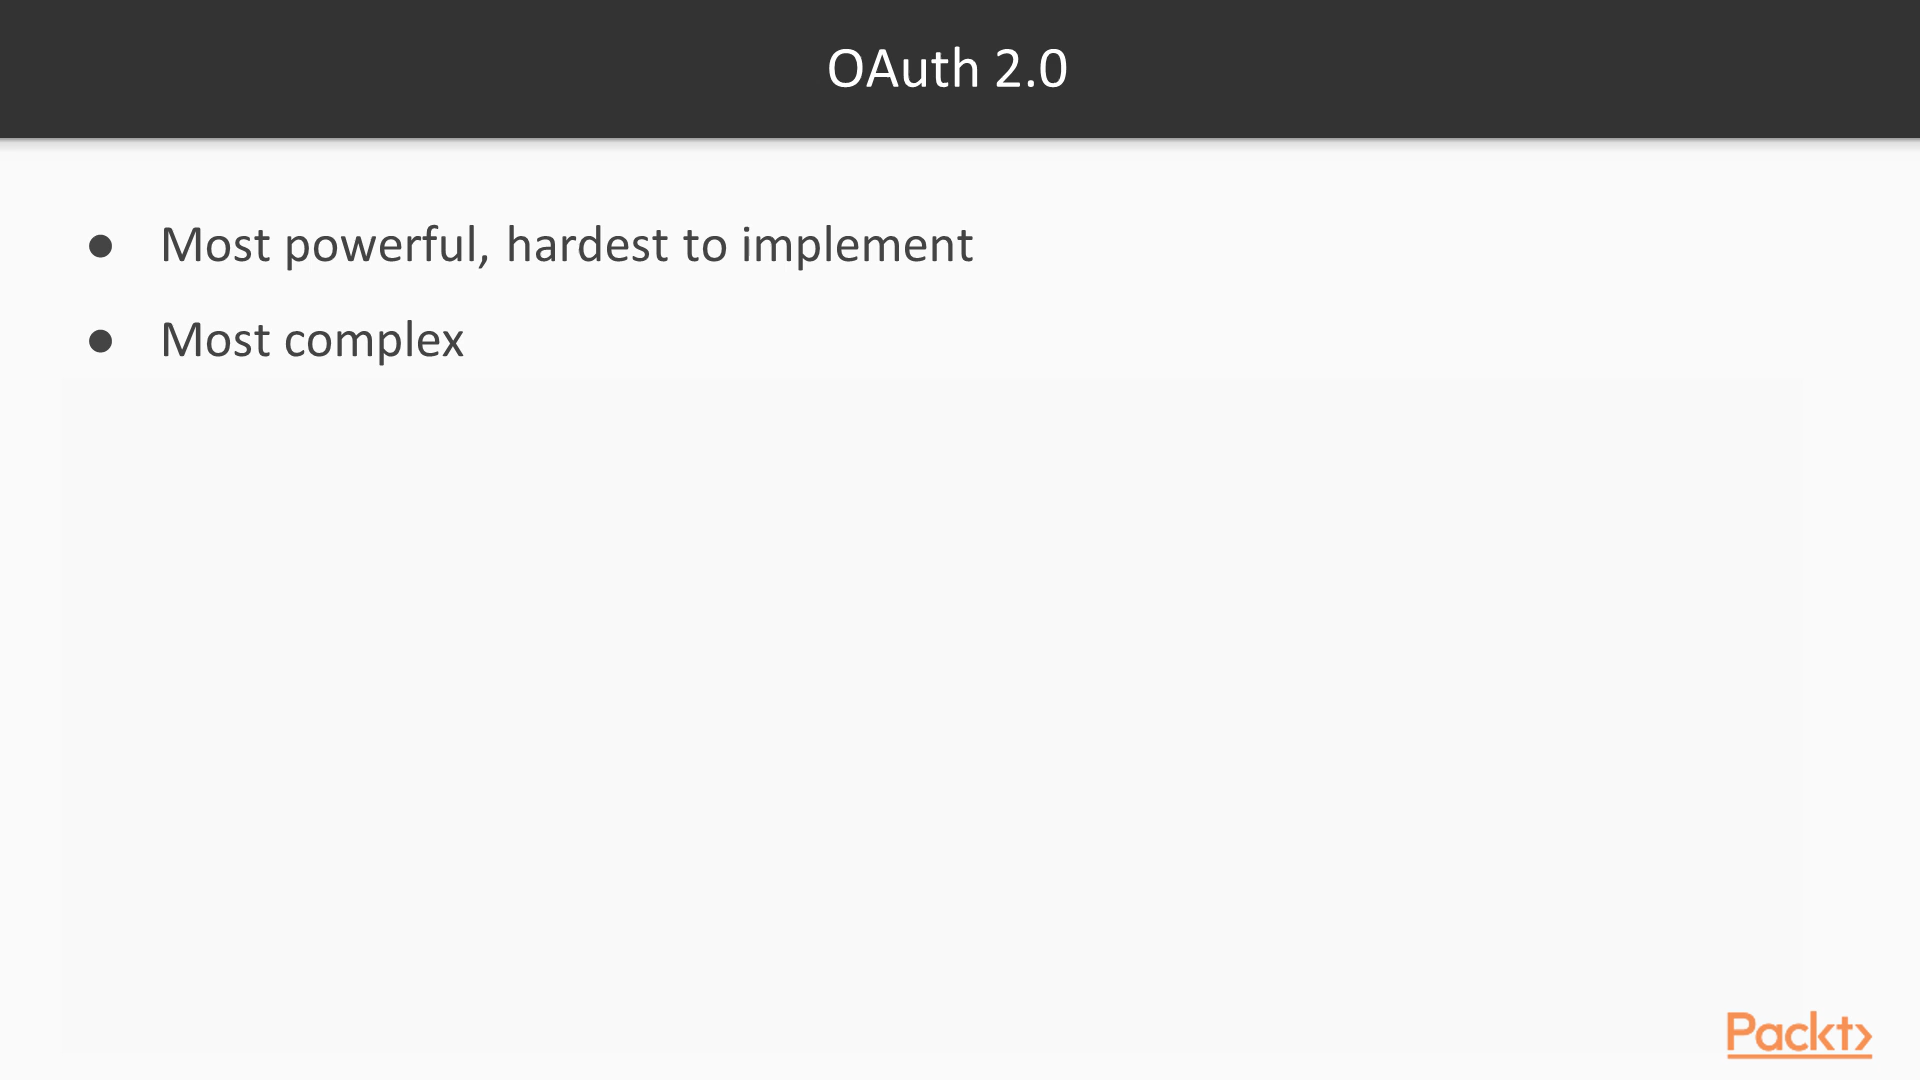 OAuth 2.0
● Most powerful, hardest to implement
● Most complex
Packt>